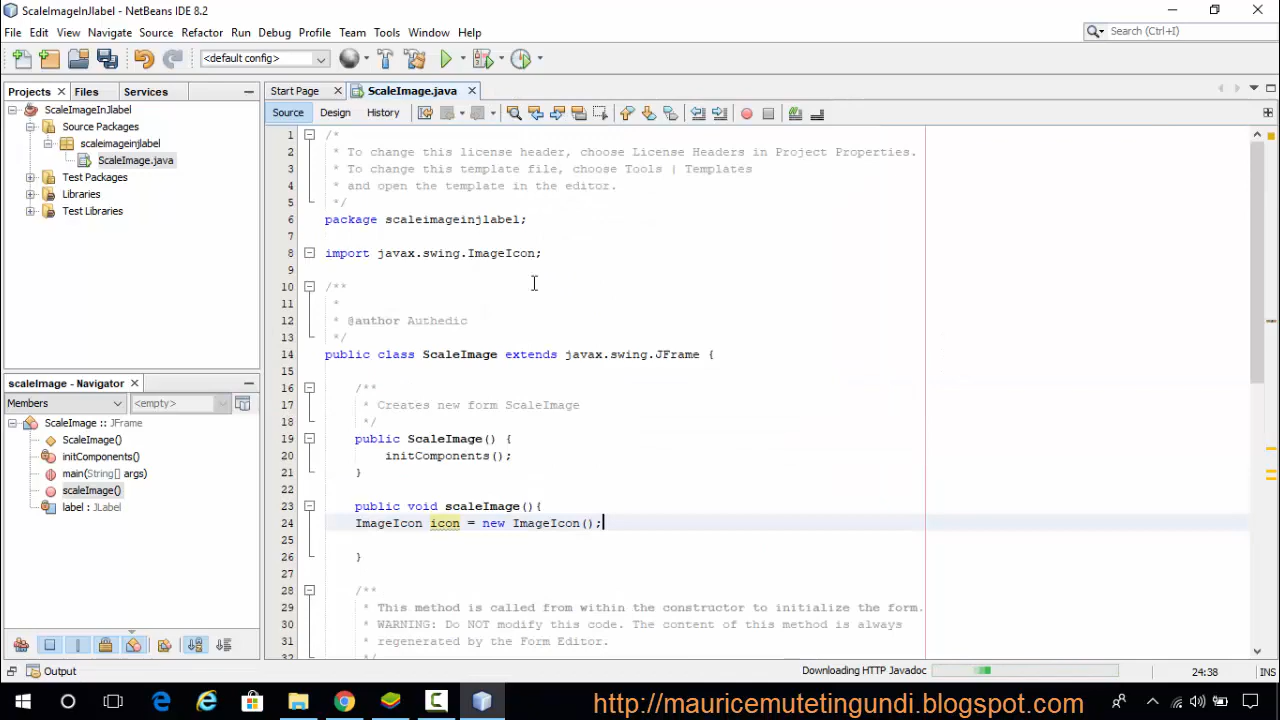 ScaleImageInJlabel - NetBeans IDE 8.2
File Edit View Navigate Source Refactor Run Debug Profile Team Tools Window Help
Search (Ctrl+I)
<default config>
Projects Files Services
Start Page ScaleImage.java
Source Design History
ScaleImageInJlabel
Source Packages
scaleimageinjlabel
ScaleImage.java
Test Packages
Libraries
Test Libraries
scaleImage - Navigator
Members <empty>
ScaleImage :: JFrame
ScaleImage()
initComponents()
main(String[] args)
scaleImage()
label : JLabel
1 /*
2 * To change this license header, choose License Headers in Project Properties.
3 * To change this template file, choose Tools | Templates
4 * and open the template in the editor.
5 */
6 package scaleimageinjlabel;
7
8 import javax.swing.ImageIcon;
9
10 /**
11 *
12 * @author Authedic
13 */
14 public class ScaleImage extends javax.swing.JFrame {
15
16 /**
17 * Creates new form ScaleImage
18 */
19 public ScaleImage() {
20 initComponents();
21 }
22
23 public void scaleImage(){
24 ImageIcon icon = new ImageIcon();
25
26 }
27
28 /**
29 * This method is called from within the constructor to initialize the form.
30 * WARNING: Do NOT modify this code. The content of this method is always
31 * regenerated by the Form Editor.
32 */
Output
Downloading HTTP Javadoc
24:38 INS
http://mauricemutetingundi.blogspot.com